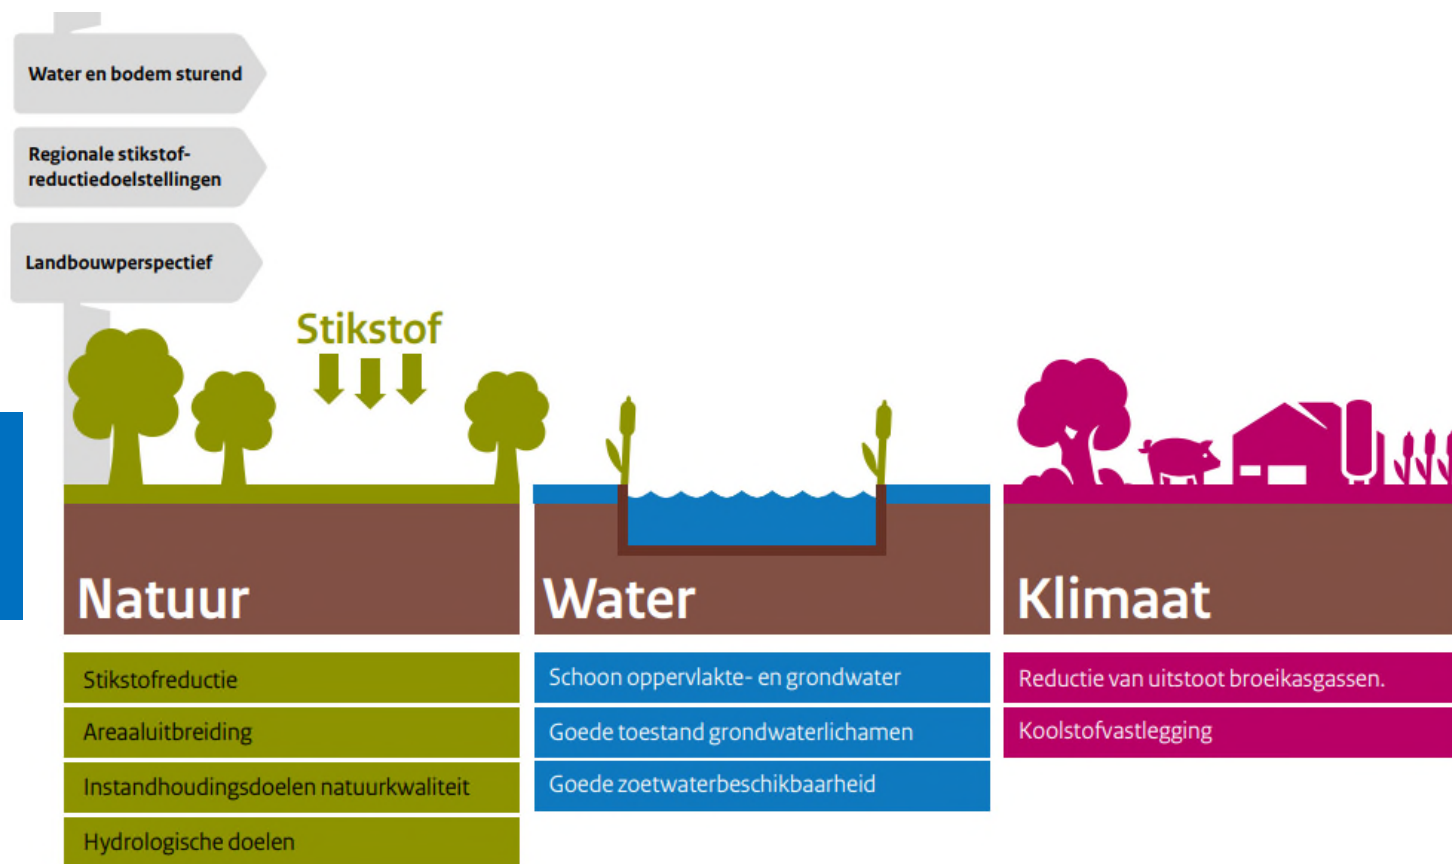 Water en bodem sturend
Regionale stikstof-
reductiedoelstellingen
Landbouwperspectief
Stikstof
Natuur
Stikstofreductie
Areaaluitbreiding
Instandhoudingsdoelen natuurkwaliteit
Hydrologische doelen
Water
Schoon oppervlakte- en grondwater
Goede toestand grondwaterlichamen
Goede zoetwaterbeschikbaarheid
Klimaat
Reductie van uitstoot broeikasgassen.
Koolstofvastlegging